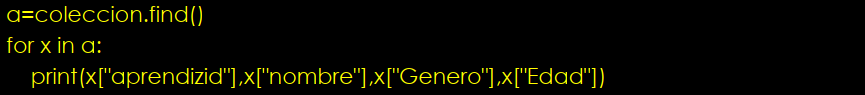 a=coleccion.find()
for x in a:
    print(x["aprendizid"],x["nombre"],x["Genero"],x["Edad"])